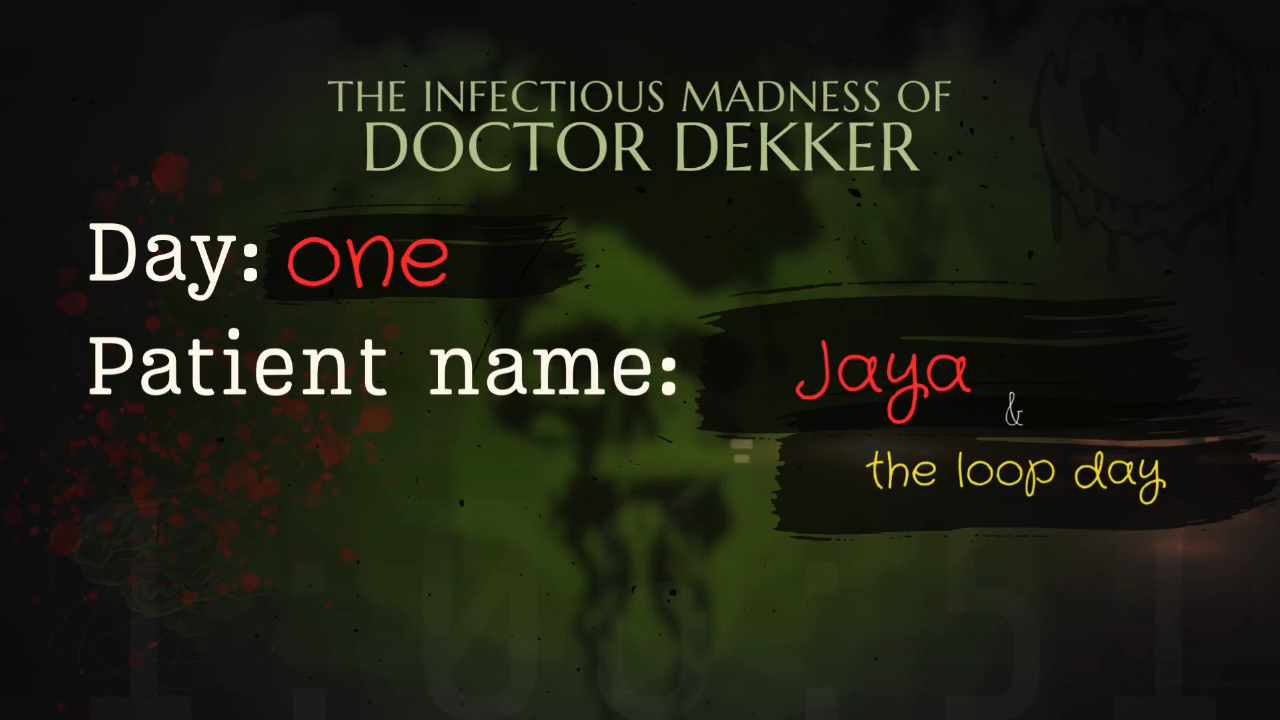 THE INFECTIOUS MADNESS OF
DOCTOR DEKKER
Day: one
Patient name: Jaya
&
the loop day